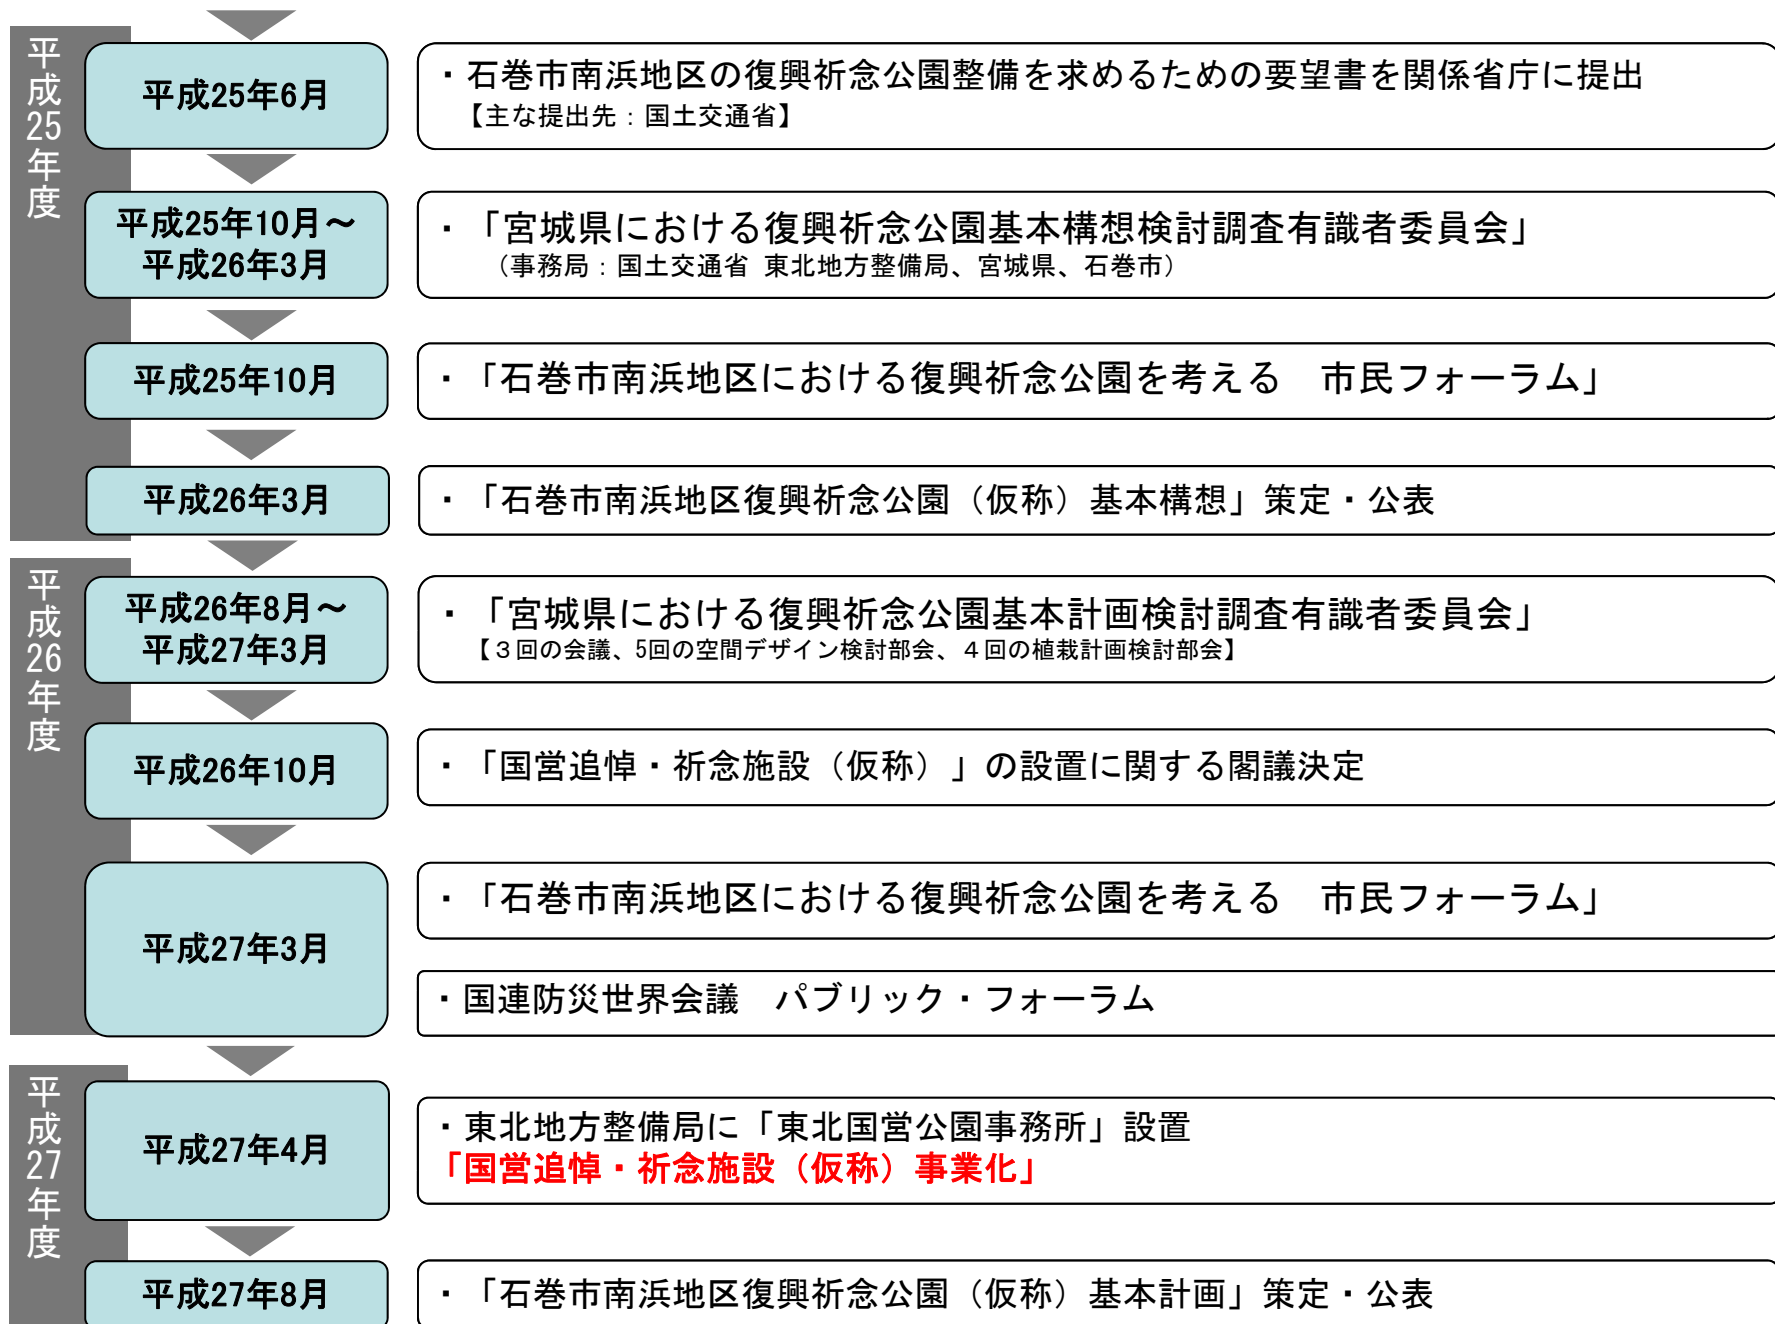 平成25年度
平成25年6月
・石巻市南浜地区の復興祈念公園整備を求めるための要望書を関係省庁に提出
【主な提出先：国土交通省】
平成25年10月～
平成26年3月
・「宮城県における復興祈念公園基本構想検討調査有識者委員会」
（事務局：国土交通省 東北地方整備局、宮城県、石巻市）
平成25年10月
・「石巻市南浜地区における復興祈念公園を考える　市民フォーラム」
平成26年3月
・「石巻市南浜地区復興祈念公園（仮称）基本構想」策定・公表
平成26年度
平成26年8月～
平成27年3月
・「宮城県における復興祈念公園基本計画検討調査有識者委員会」
【３回の会議、5回の空間デザイン検討部会、４回の植栽計画検討部会】
平成26年10月
・「国営追悼・祈念施設（仮称）」の設置に関する閣議決定
平成27年3月
・「石巻市南浜地区における復興祈念公園を考える　市民フォーラム」
・国連防災世界会議　パブリック・フォーラム
平成27年度
平成27年4月
・東北地方整備局に「東北国営公園事務所」設置
「国営追悼・祈念施設（仮称）事業化」
平成27年8月
・「石巻市南浜地区復興祈念公園（仮称）基本計画」策定・公表